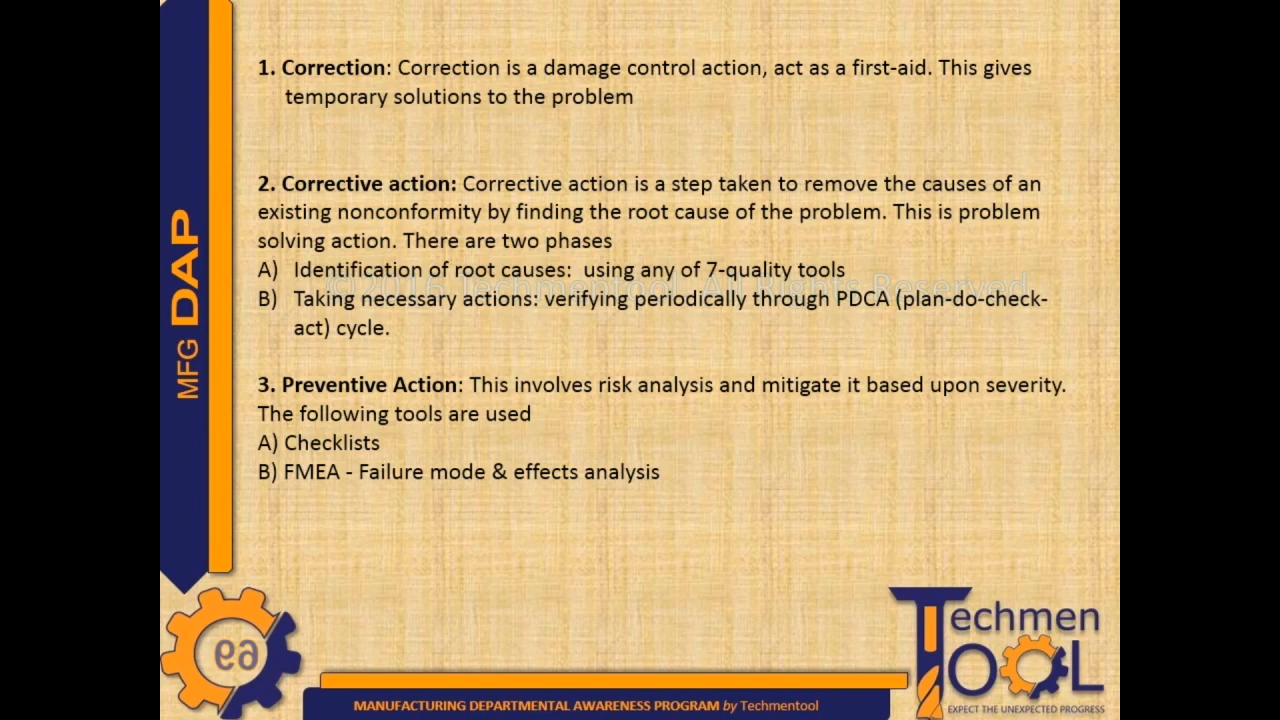 1. Correction: Correction is a damage control action, act as a first-aid. This gives
temporary solutions to the problem
2. Corrective action: Corrective action is a step taken to remove the causes of an
existing nonconformity by finding the root cause of the problem. This is problem
solving action. There are two phases
A) Identification of root causes: using any of 7-quality tools
©2016 Techmentool, All Rights Reserved
B) Taking necessary actions: verifying periodically through PDCA (plan-do-check-
act) cycle.
3. Preventive Action: This involves risk analysis and mitigate it based upon severity.
The following tools are used
A) Checklists
B) FMEA - Failure mode & effects analysis
MFG DAP
Techmen
TOOL
EXPECT THE UNEXPECTED PROGRESS
MANUFACTURING DEPARTMENTAL AWARENESS PROGRAM by Techmentool